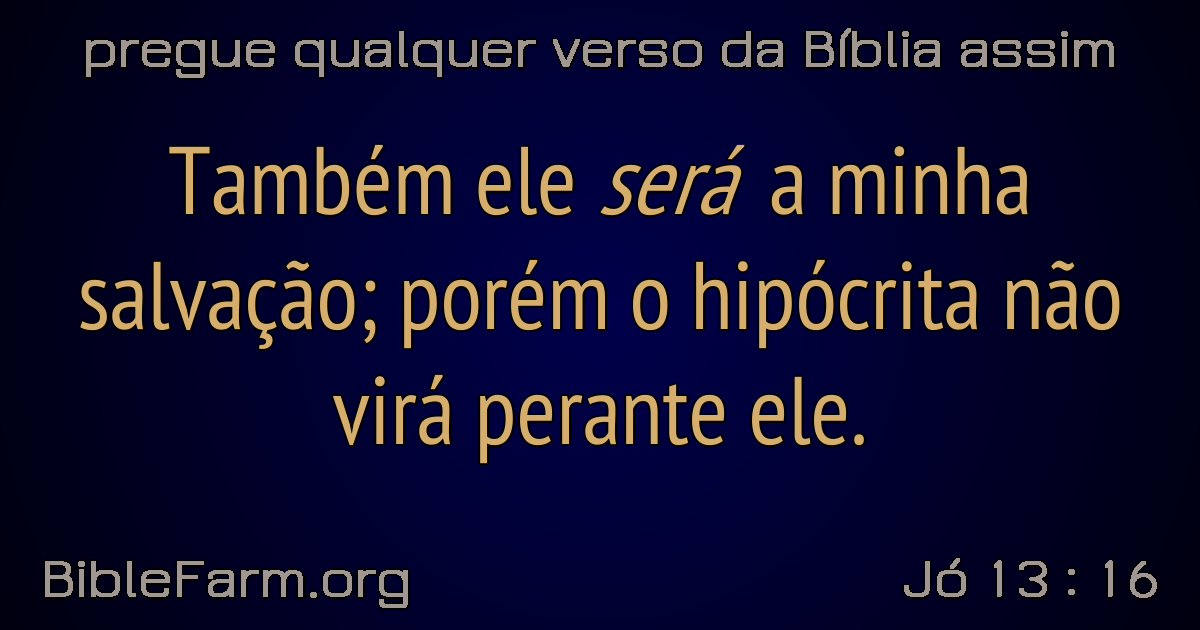 pregue qualquer verso da Bíblia assim
Também ele será a minha
salvação; porém o hipócrita não
virá perante ele.
BibleFarm.org
Jó 13 : 16